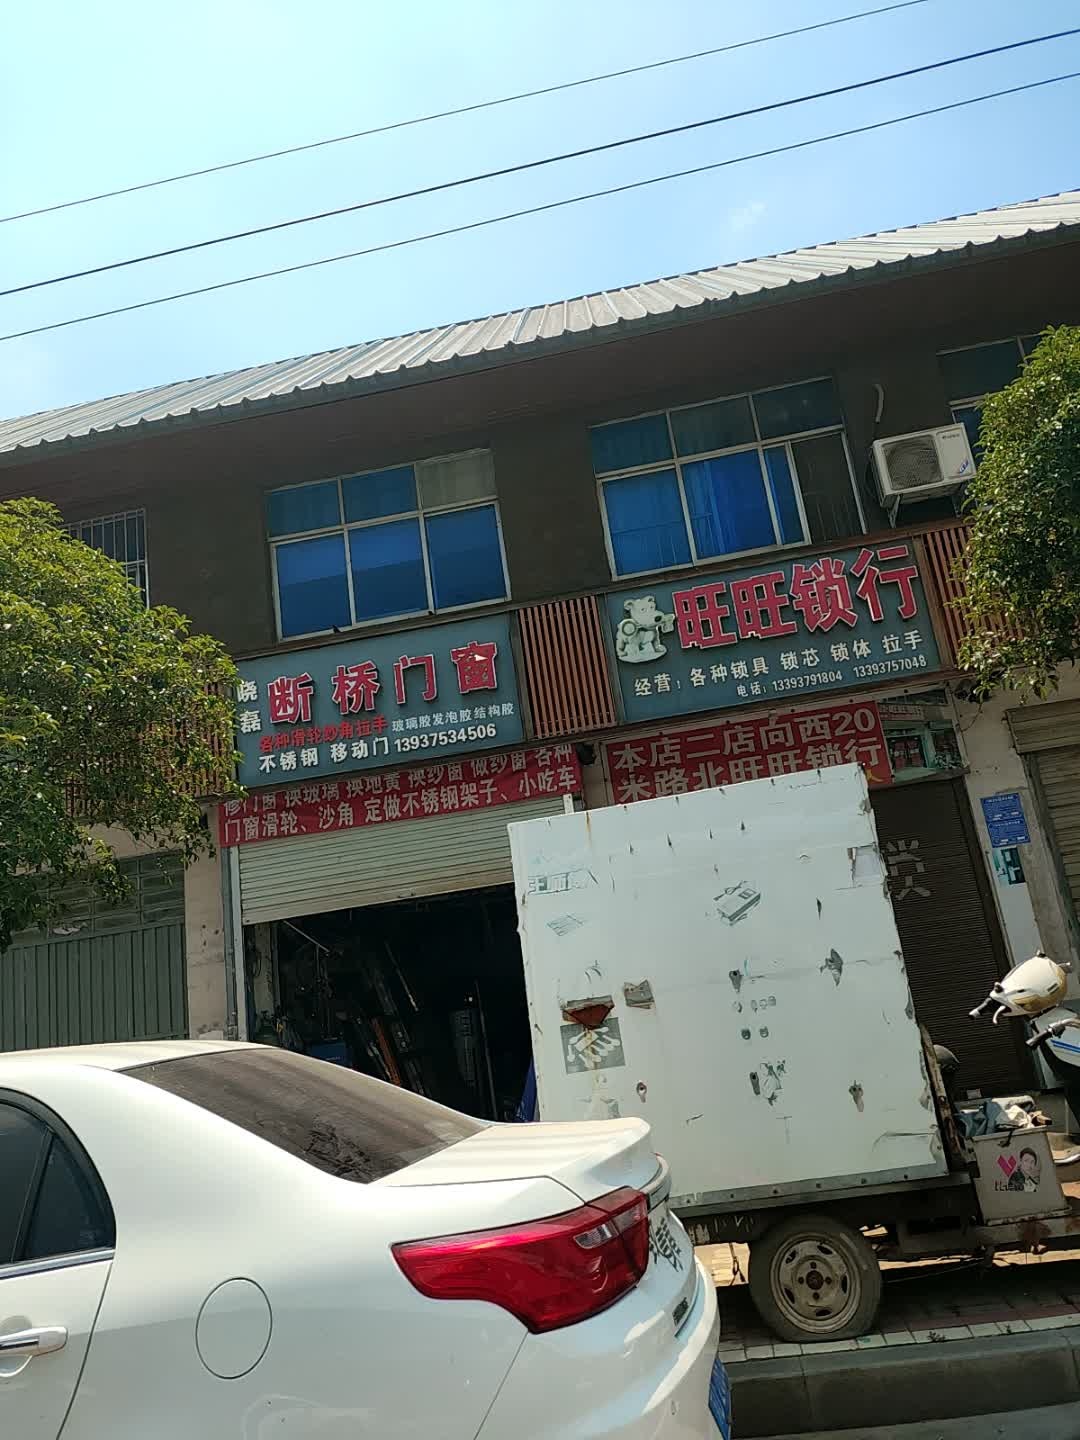 晓磊
断桥门窗
各种滑轮纱角拉手 玻璃胶发泡胶结构胶
不锈钢 移动门 13937534506
修门窗 换玻璃 换地簧 换纱窗 做纱窗 各种
门窗滑轮、沙角 定做不锈钢架子、小吃车
旺旺锁行
经营：各种锁具 锁芯 锁体 拉手
电话：13393791804 13393757048
本店二店向西20
米路北旺旺锁行